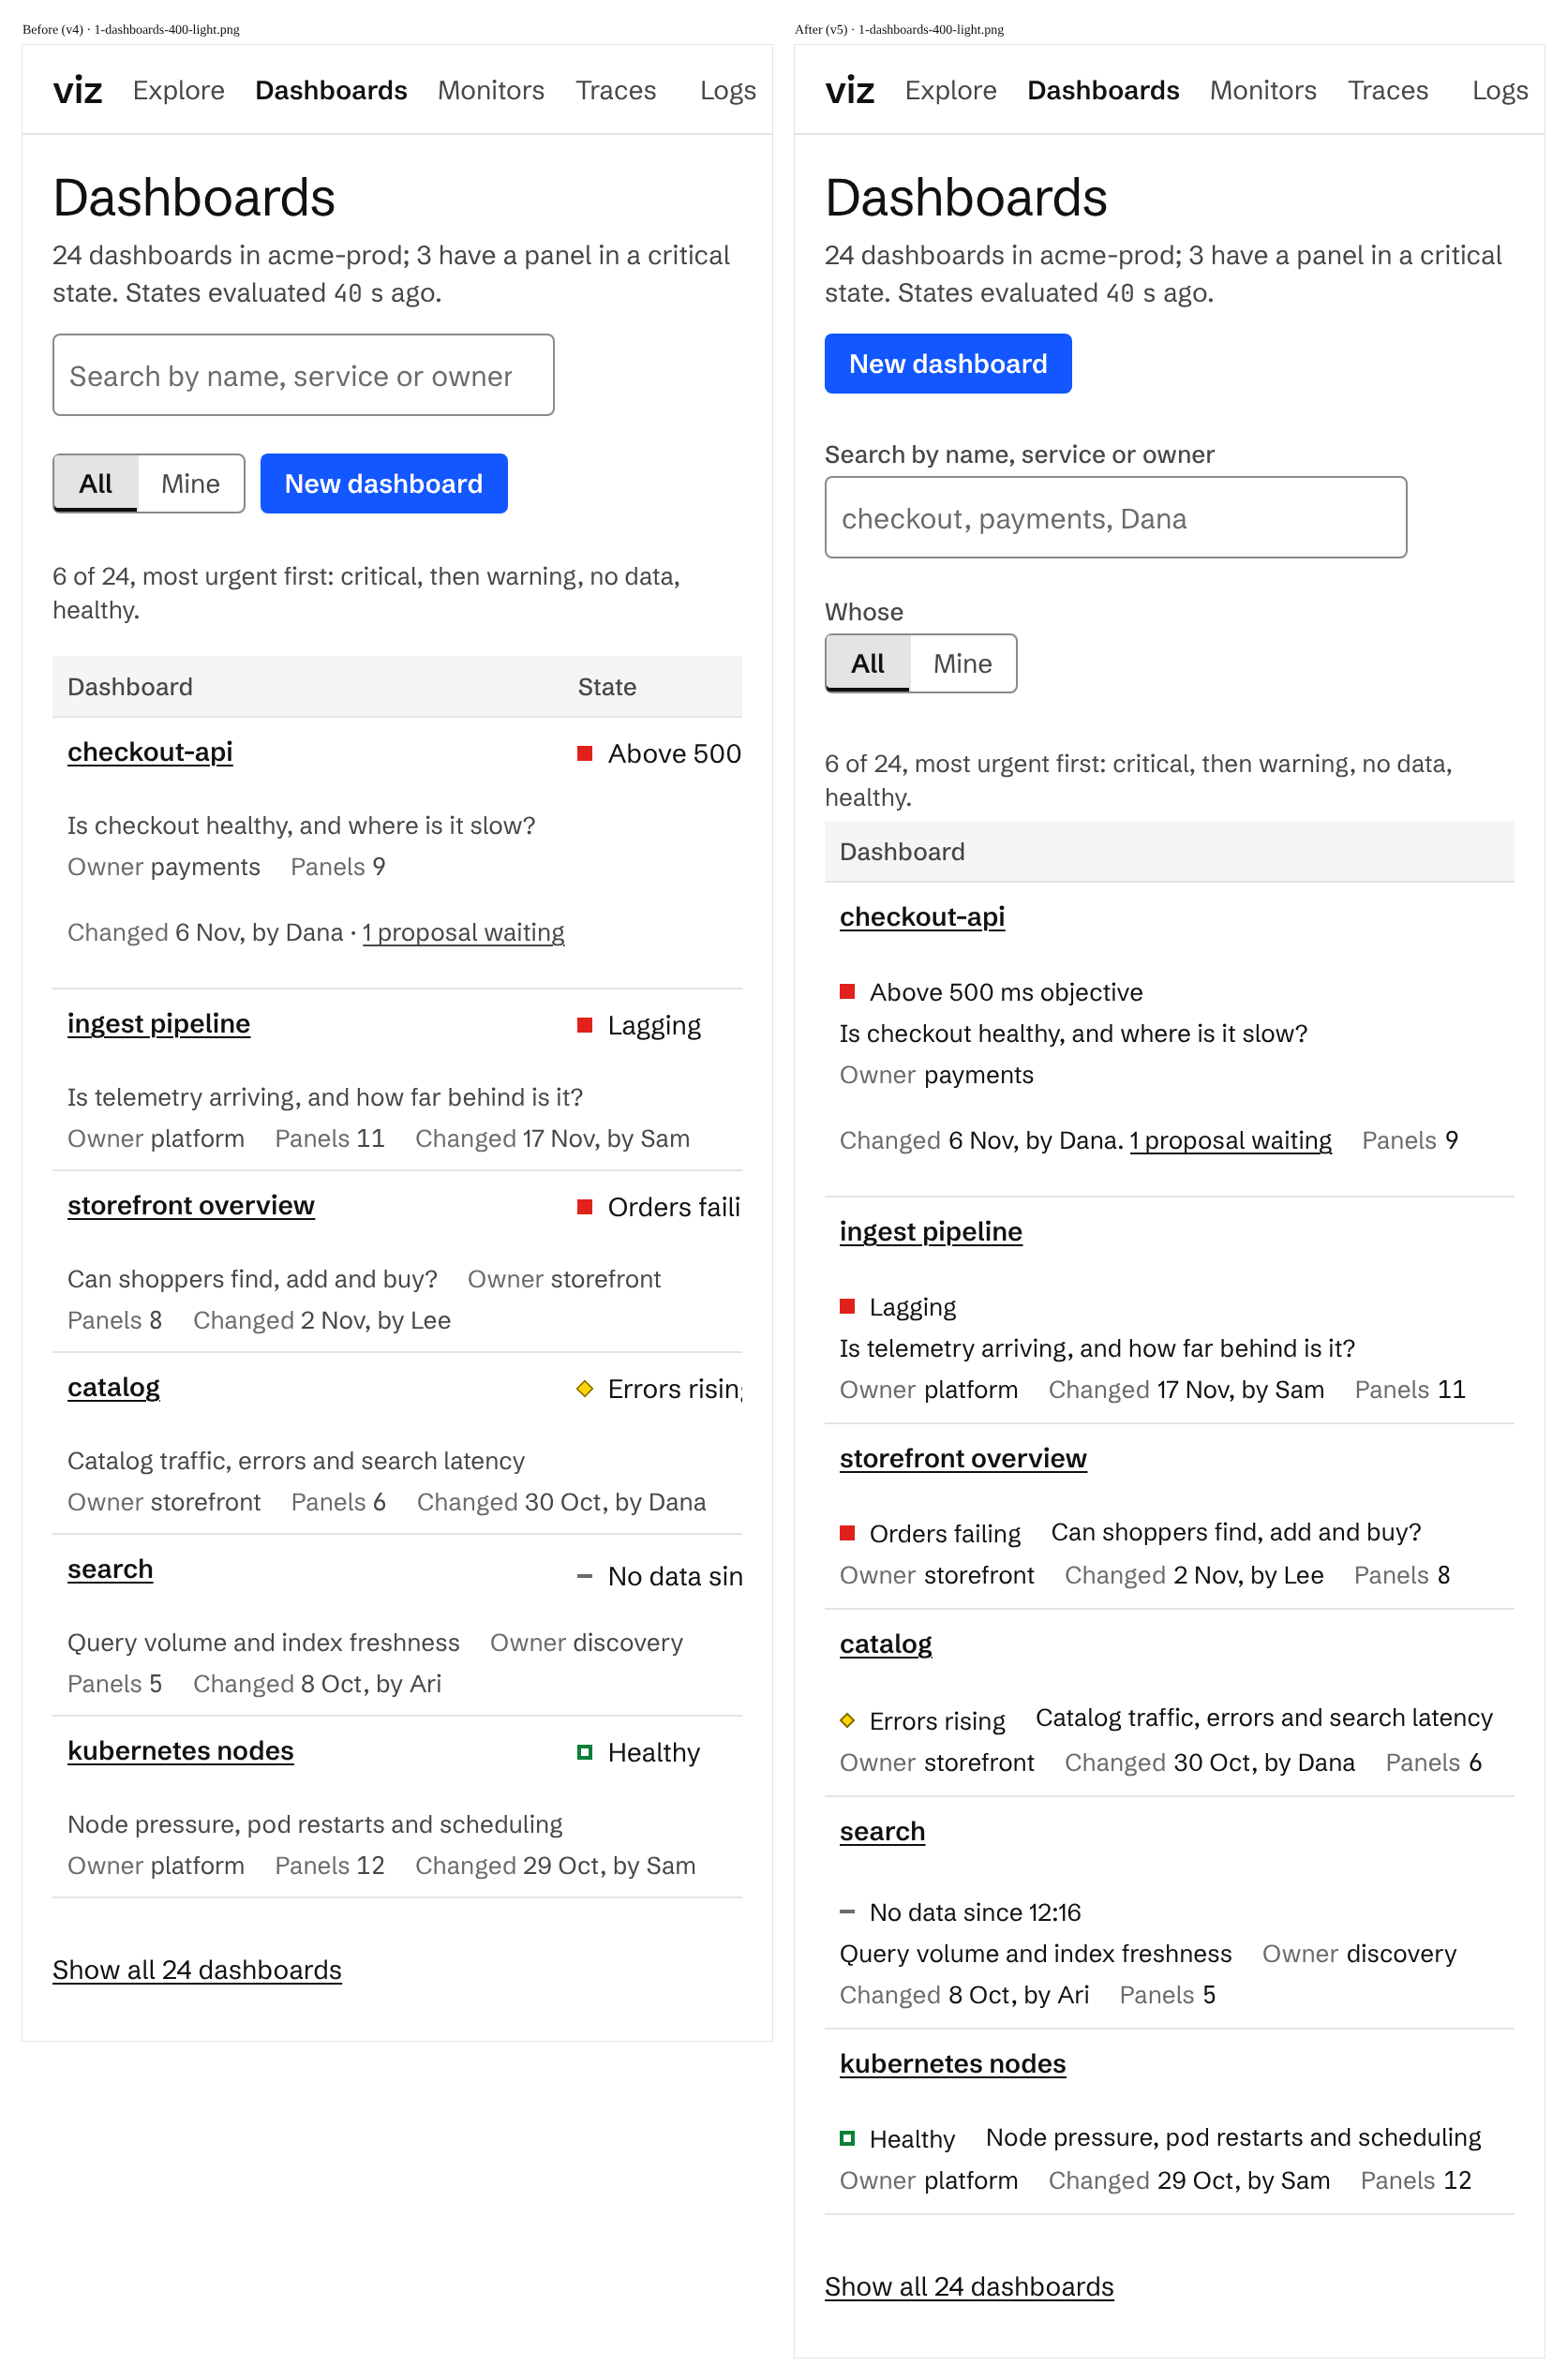 Before (v4) · 1-dashboards-400-light.png
viz Explore Dashboards Monitors Traces Logs
Dashboards
24 dashboards in acme-prod; 3 have a panel in a critical
state. States evaluated 40 s ago.
Search by name, service or owner
All Mine New dashboard
6 of 24, most urgent first: critical, then warning, no data,
healthy.
Dashboard State
checkout-api Above 500
Is checkout healthy, and where is it slow?
Owner payments Panels 9
Changed 6 Nov, by Dana · 1 proposal waiting
ingest pipeline Lagging
Is telemetry arriving, and how far behind is it?
Owner platform Panels 11 Changed 17 Nov, by Sam
storefront overview Orders faili
Can shoppers find, add and buy? Owner storefront
Panels 8 Changed 2 Nov, by Lee
catalog Errors rising
Catalog traffic, errors and search latency
Owner storefront Panels 6 Changed 30 Oct, by Dana
search No data sin
Query volume and index freshness Owner discovery
Panels 5 Changed 8 Oct, by Ari
kubernetes nodes Healthy
Node pressure, pod restarts and scheduling
Owner platform Panels 12 Changed 29 Oct, by Sam
Show all 24 dashboards
After (v5) · 1-dashboards-400-light.png
viz Explore Dashboards Monitors Traces Logs
Dashboards
24 dashboards in acme-prod; 3 have a panel in a critical
state. States evaluated 40 s ago.
New dashboard
Search by name, service or owner
checkout, payments, Dana
Whose
All Mine
6 of 24, most urgent first: critical, then warning, no data,
healthy.
Dashboard
checkout-api
Above 500 ms objective
Is checkout healthy, and where is it slow?
Owner payments
Changed 6 Nov, by Dana. 1 proposal waiting Panels 9
ingest pipeline
Lagging
Is telemetry arriving, and how far behind is it?
Owner platform Changed 17 Nov, by Sam Panels 11
storefront overview
Orders failing Can shoppers find, add and buy?
Owner storefront Changed 2 Nov, by Lee Panels 8
catalog
Errors rising Catalog traffic, errors and search latency
Owner storefront Changed 30 Oct, by Dana Panels 6
search
No data since 12:16
Query volume and index freshness Owner discovery
Changed 8 Oct, by Ari Panels 5
kubernetes nodes
Healthy Node pressure, pod restarts and scheduling
Owner platform Changed 29 Oct, by Sam Panels 12
Show all 24 dashboards